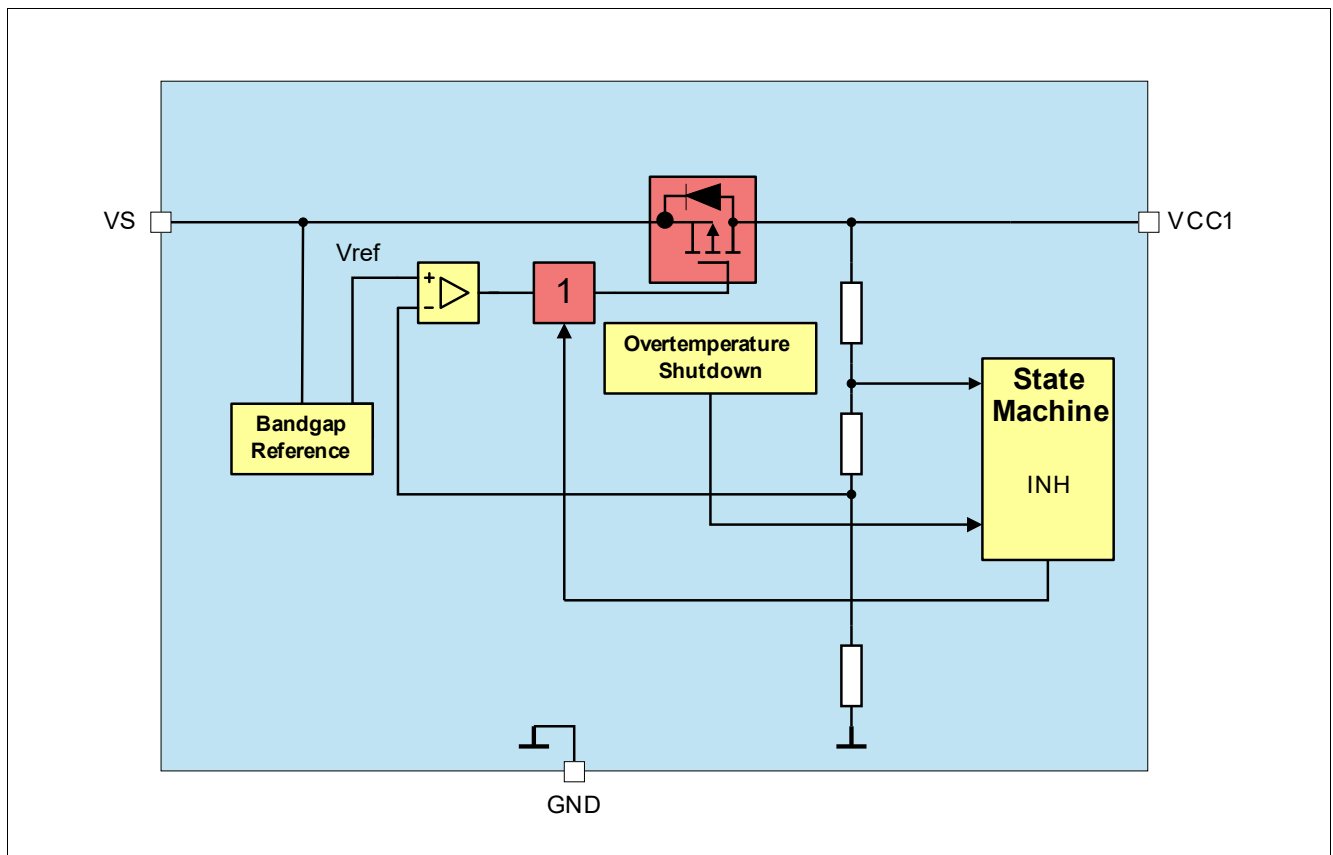 VS
VCC1
Vref
+
-
1
Overtemperature
Shutdown
State
Machine
INH
Bandgap
Reference
GND